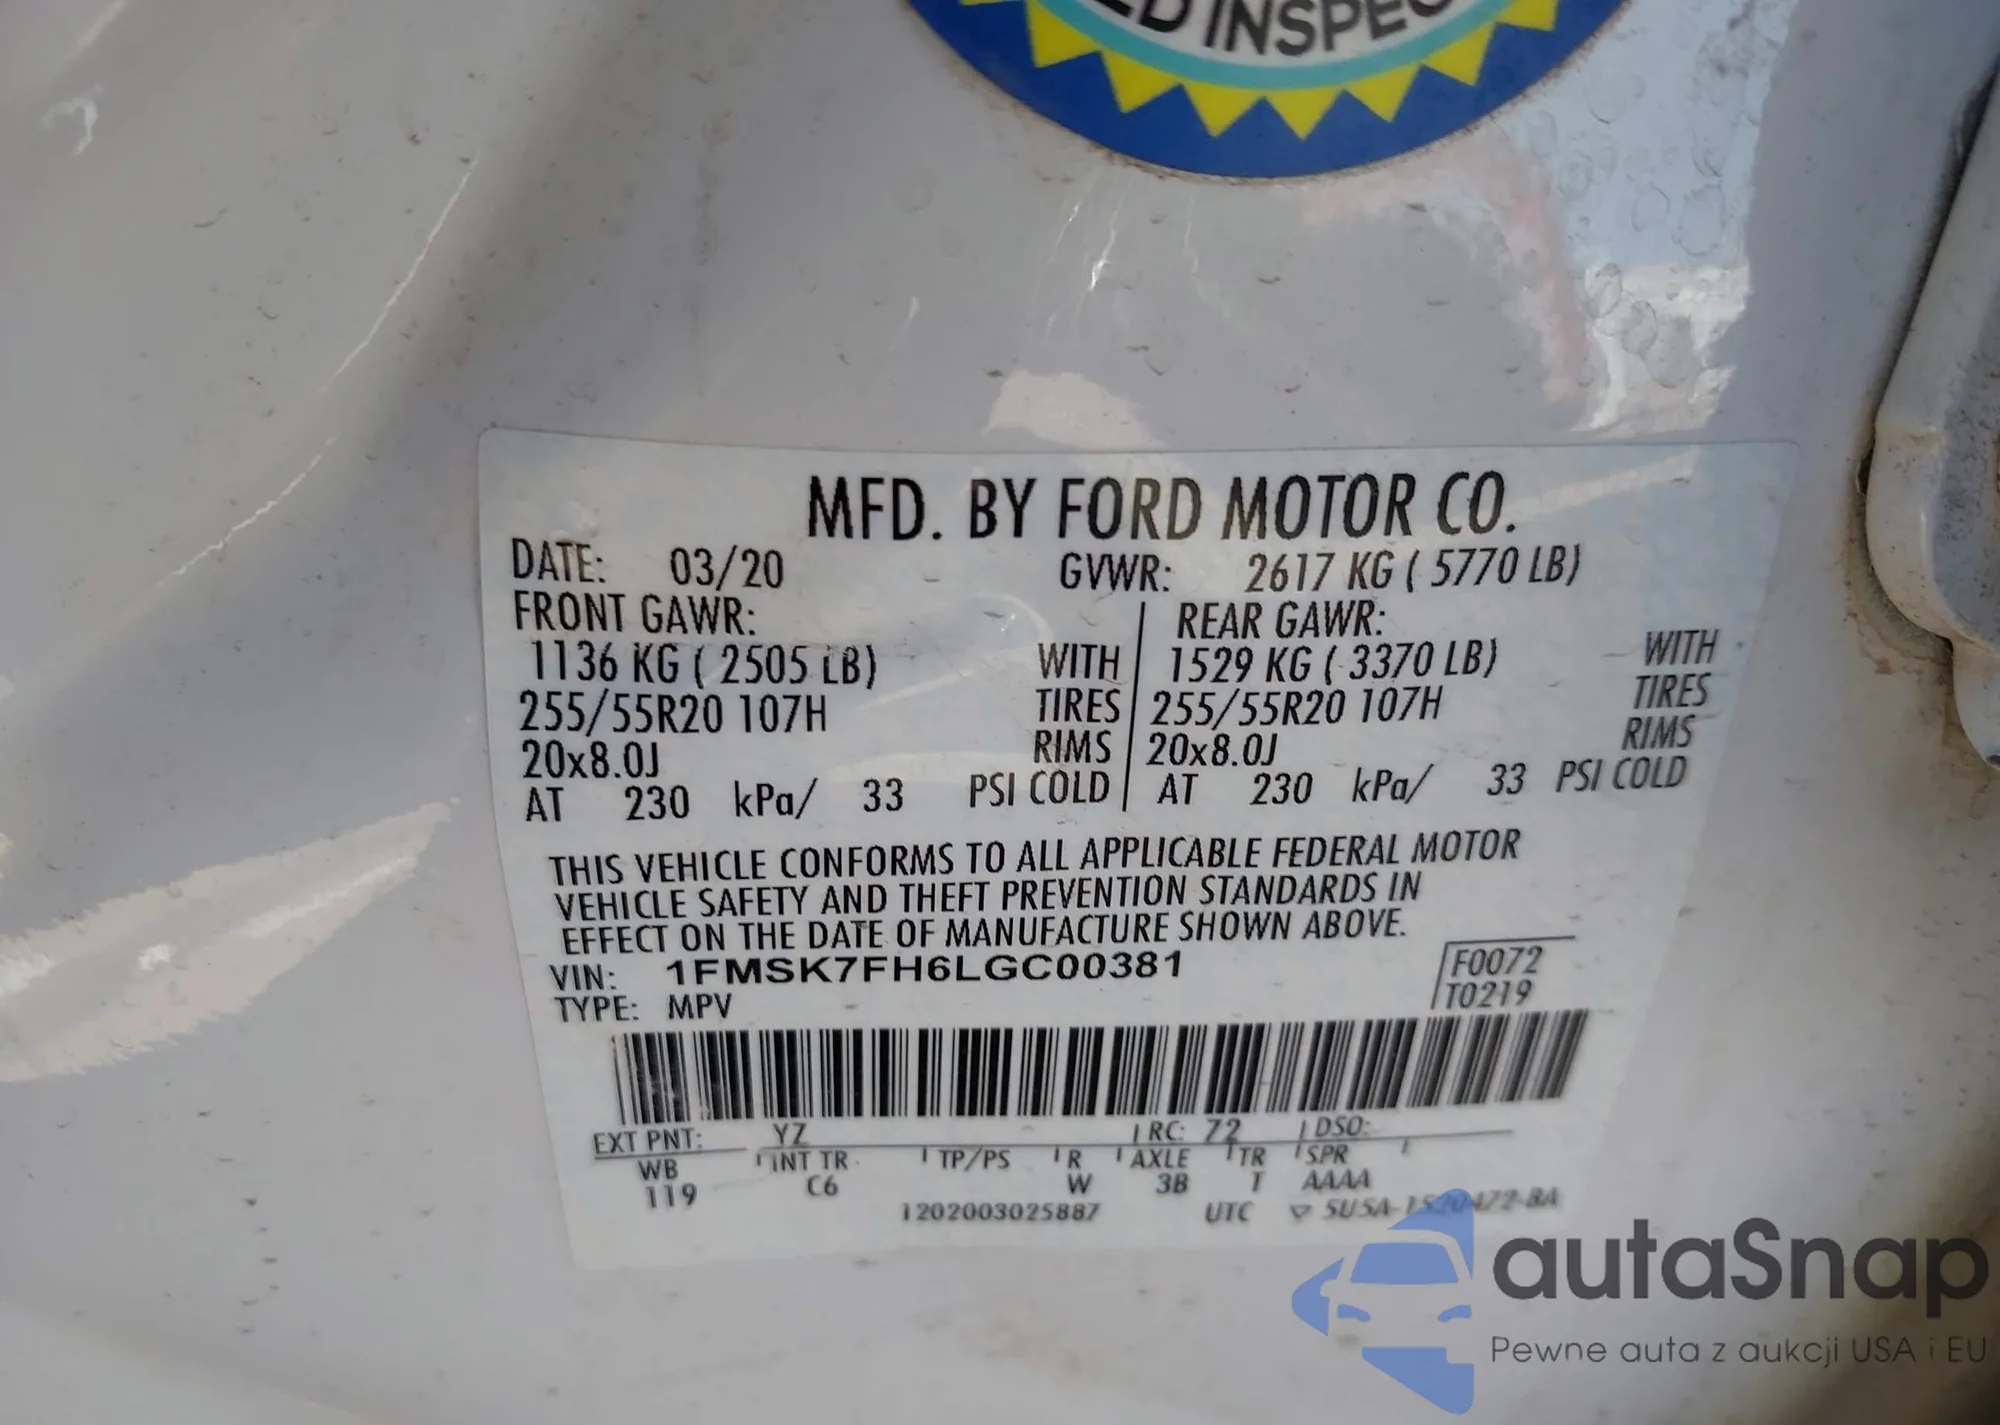 ED INSPEC
MFD. BY FORD MOTOR CO.
DATE: 03/20 GVWR: 2617 KG ( 5770 LB)
FRONT GAWR: REAR GAWR:
1136 KG ( 2505 LB) WITH 1529 KG ( 3370 LB) WITH
255/55R20 107H TIRES 255/55R20 107H TIRES
20x8.0J RIMS 20x8.0J RIMS
AT 230 kPa/ 33 PSI COLD AT 230 kPa/ 33 PSI COLD
THIS VEHICLE CONFORMS TO ALL APPLICABLE FEDERAL MOTOR
VEHICLE SAFETY AND THEFT PREVENTION STANDARDS IN
EFFECT ON THE DATE OF MANUFACTURE SHOWN ABOVE.
VIN: 1FMSK7FH6LGC00381 F0072
TYPE: MPV T0219
EXT PNT: YZ RC: 72 DSO:
WB INT TR TP/PS R AXLE TR SPR
119 C6 W 3B T AAAA
1202003025887 UTC ▽ 5U5A-1520472-BA
autaSnap
Pewne auta z aukcji USA i EU